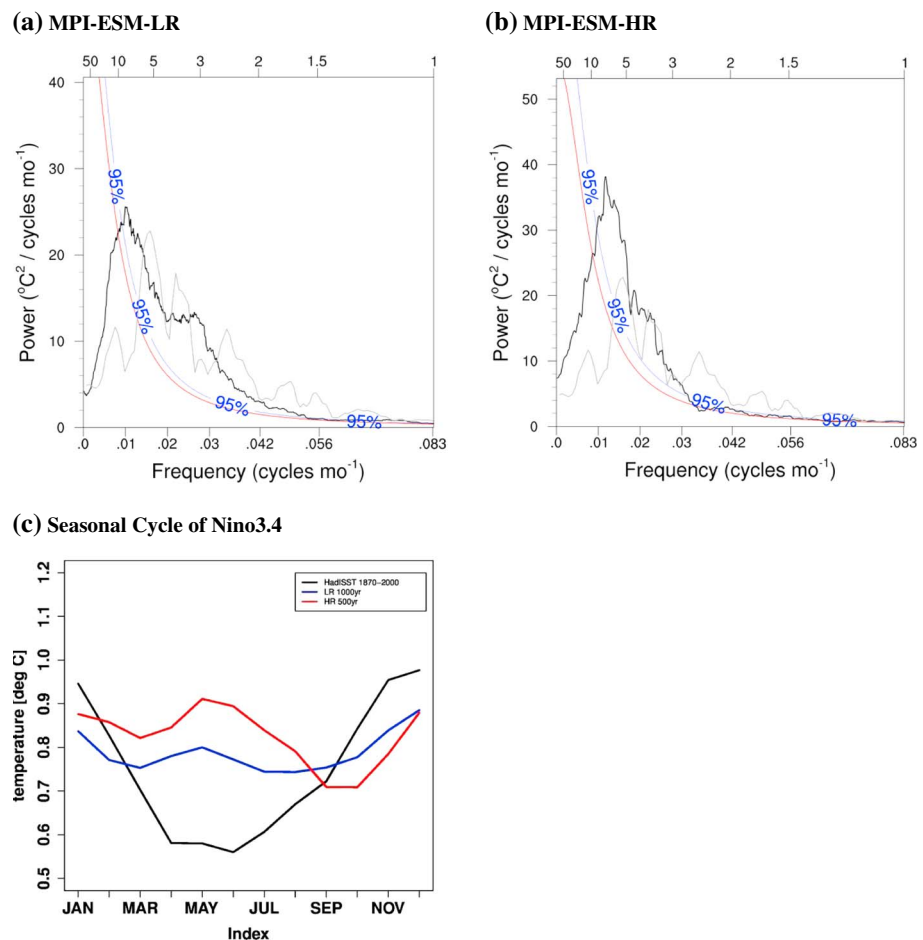 (a) MPI-ESM-LR
50 10 5 3 2 1.5 1
40
30
20
10
0
Power (°C² / cycles mo⁻¹)
95%
95%
95%
95%
.0 .01 .02 .03 .042 .056 .083
Frequency (cycles mo⁻¹)
(b) MPI-ESM-HR
50 10 5 3 2 1.5 1
50
40
30
20
10
0
Power (°C² / cycles mo⁻¹)
95%
95%
95%
95%
.0 .01 .02 .03 .042 .056 .083
Frequency (cycles mo⁻¹)
(c) Seasonal Cycle of Nino3.4
HadISST 1870-2000
LR 1000yr
HR 500yr
1.2
1.1
1.0
0.9
0.8
0.7
0.6
0.5
temperature [deg C]
JAN MAR MAY JUL SEP NOV
Index